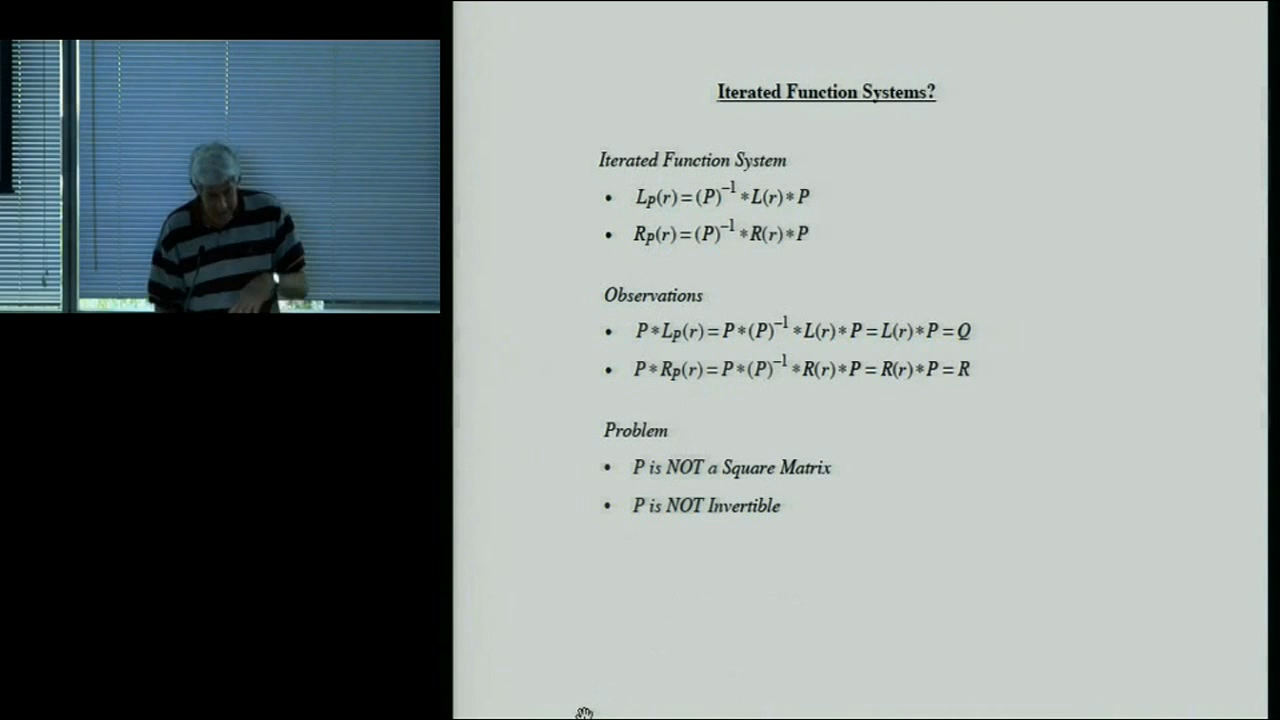 Iterated Function Systems?
Iterated Function System
• L_P(r) = (P)^{-1} * L(r) * P
• R_P(r) = (P)^{-1} * R(r) * P
Observations
• P * L_P(r) = P * (P)^{-1} * L(r) * P = L(r) * P = Q
• P * R_P(r) = P * (P)^{-1} * R(r) * P = R(r) * P = R
Problem
• P is NOT a Square Matrix
• P is NOT Invertible